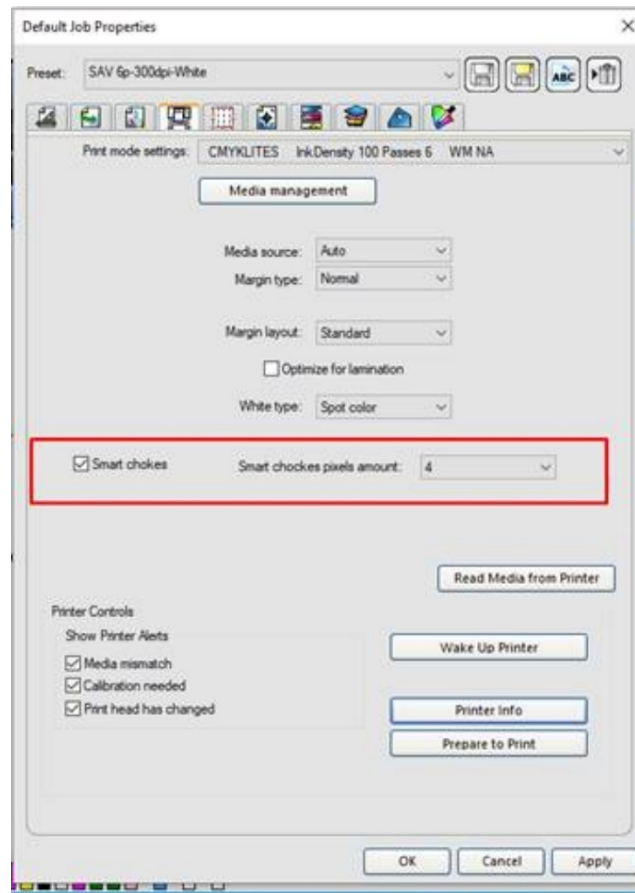 Default Job Properties
Preset: SAV 6p-300dpi-White
ABC
Print mode settings: CMYKLITES InkDensity 100 Passes 6 WM NA
Media management
Media source: Auto
Margin type: Normal
Margin layout: Standard
Optimize for lamination
White type: Spot color
Smart chokes Smart chockes pixels amount: 4
Read Media from Printer
Printer Controls
Show Printer Alerts
Wake Up Printer
Media mismatch
Calibration needed
Print head has changed
Printer Info
Prepare to Print
OK Cancel Apply